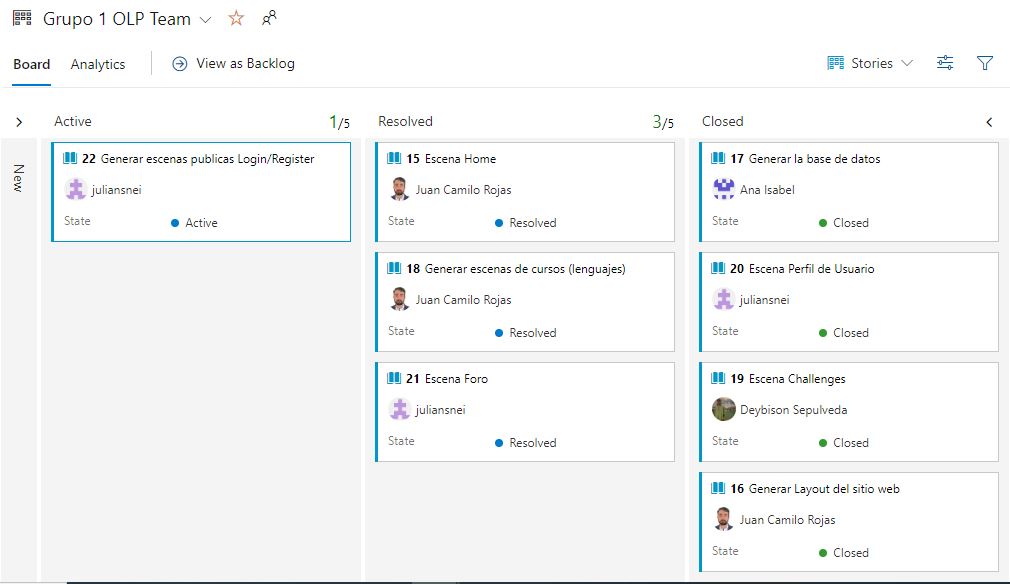 Grupo 1 OLP Team
Board Analytics View as Backlog Stories
New
Active 1/5
22 Generar escenas publicas Login/Register
juliansnei
State Active
Resolved 3/5
15 Escena Home
Juan Camilo Rojas
State Resolved
18 Generar escenas de cursos (lenguajes)
Juan Camilo Rojas
State Resolved
21 Escena Foro
juliansnei
State Resolved
Closed
17 Generar la base de datos
Ana Isabel
State Closed
20 Escena Perfil de Usuario
juliansnei
State Closed
19 Escena Challenges
Deybison Sepulveda
State Closed
16 Generar Layout del sitio web
Juan Camilo Rojas
State Closed